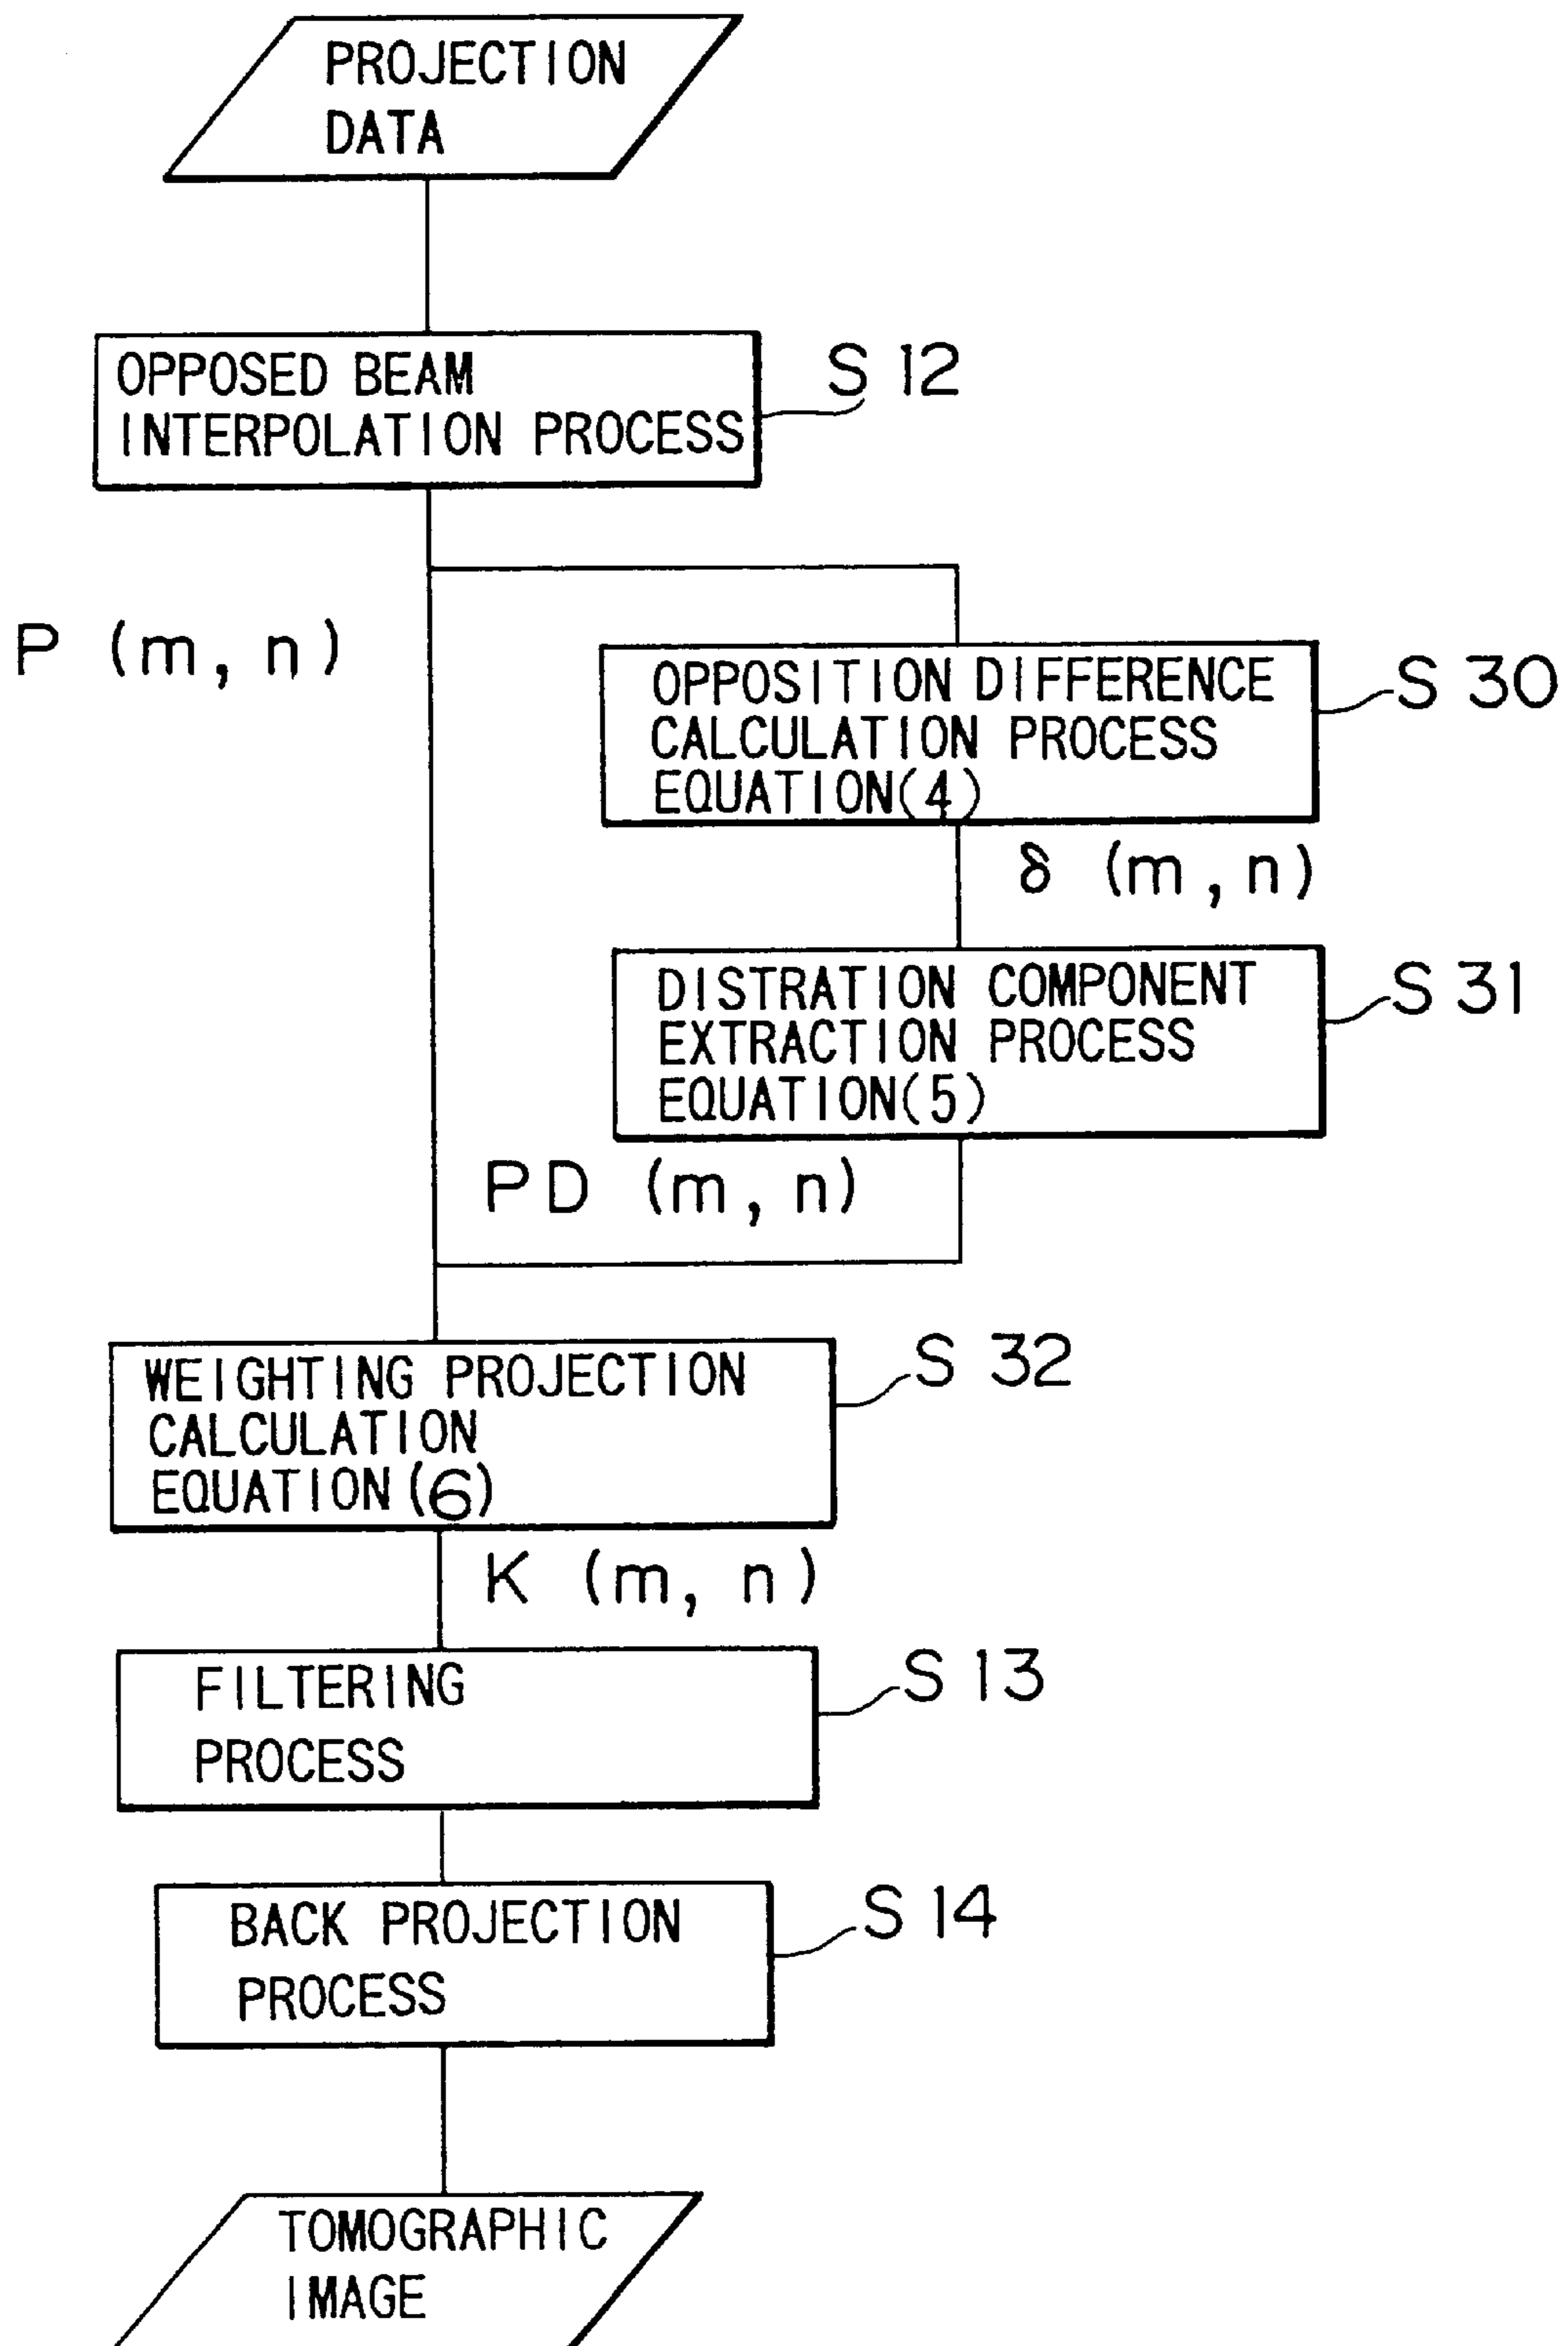 PROJECTION
DATA
OPPOSED BEAM
INTERPOLATION PROCESS
S 12
P (m, n)
OPPOSITION DIFFERENCE
CALCULATION PROCESS
EQUATION(4)
S 30
δ (m, n)
DISTRATION COMPONENT
EXTRACTION PROCESS
EQUATION(5)
S 31
PD (m, n)
WEIGHTING PROJECTION
CALCULATION
EQUATION(6)
S 32
K (m, n)
FILTERING
PROCESS
S 13
BACK PROJECTION
PROCESS
S 14
TOMOGRAPHIC
IMAGE